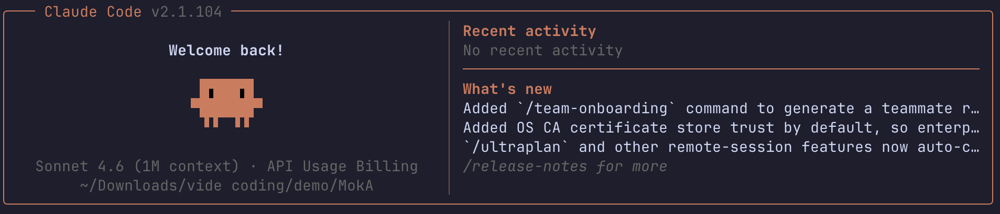 Claude Code v2.1.104
Welcome back!
Sonnet 4.6 (1M context) · API Usage Billing
~/Downloads/vide coding/demo/MokA
Recent activity
No recent activity
What's new
Added `/team-onboarding` command to generate a teammate r…
Added OS CA certificate store trust by default, so enterp…
`/ultraplan` and other remote-session features now auto-c…
/release-notes for more